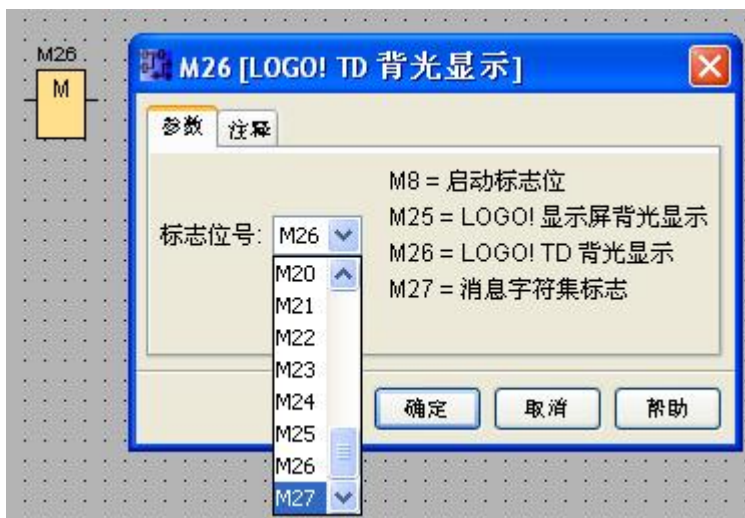 M26
M
M26 [LOGO! TD 背光显示]
参数 注释
M8 = 启动标志位
M25 = LOGO! 显示屏背光显示
标志位号: M26
M26 = LOGO! TD 背光显示
M27 = 消息字符集标志
M20
M21
M22
M23
M24
M25
M26
M27
确定 取消 帮助